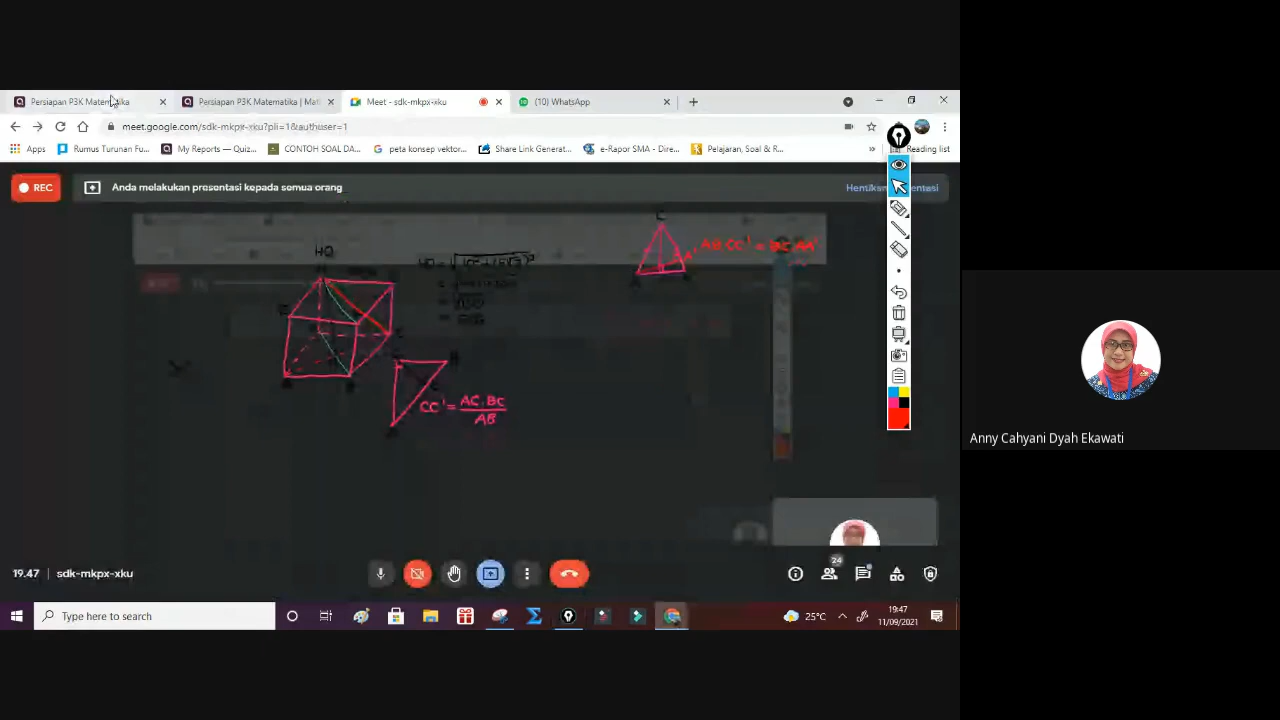 Persiapan P3K Matematika
Persiapan P3K Matematika | Mat
Meet - sdk-mkpx-xku
(10) WhatsApp
meet.google.com/sdk-mkpx-xku?pli=1&authuser=1
Apps
Rumus Turunan Fu...
My Reports — Quiz...
CONTOH SOAL DA...
peta konsep vektor...
Share Link Generat...
e-Rapor SMA - Dire...
Pelajaran, Soal & R...
»
Reading list
REC
Anda melakukan presentasi kepada semua orang
HQ
C
AB.CC' = BC.AA'
CC' = AC.BC
AB
Anny Cahyani Dyah Ekawati
24
19.47 | sdk-mkpx-xku
Type here to search
25°C
19:47
11/09/2021